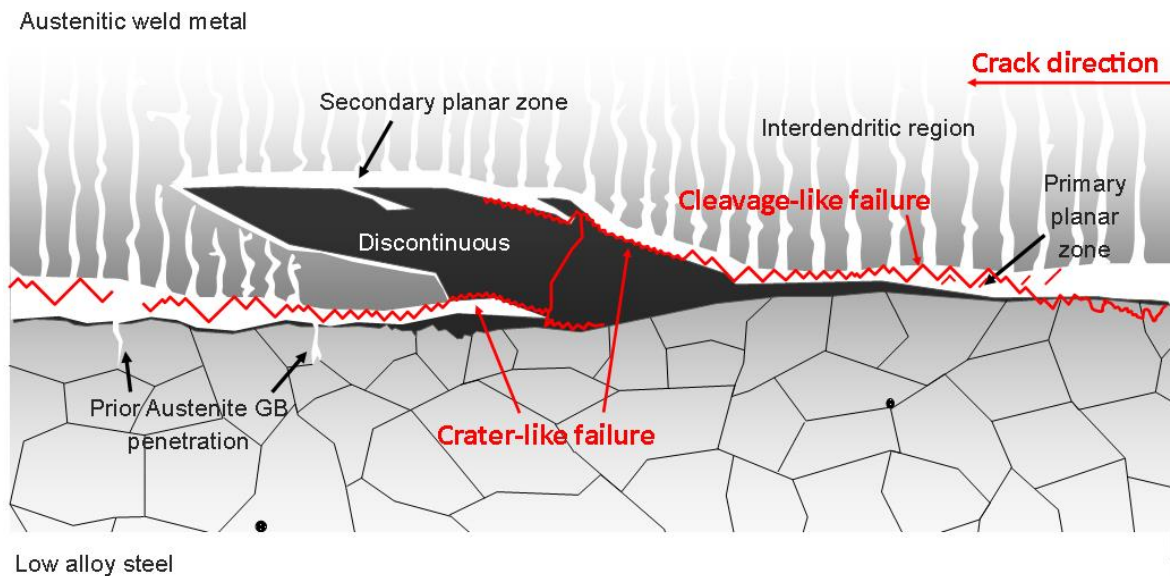 Austenitic weld metal
Crack direction
Secondary planar zone
Interdendritic region
Cleavage-like failure
Primary
planar
zone
Discontinuous
Prior Austenite GB
penetration
Crater-like failure
Low alloy steel